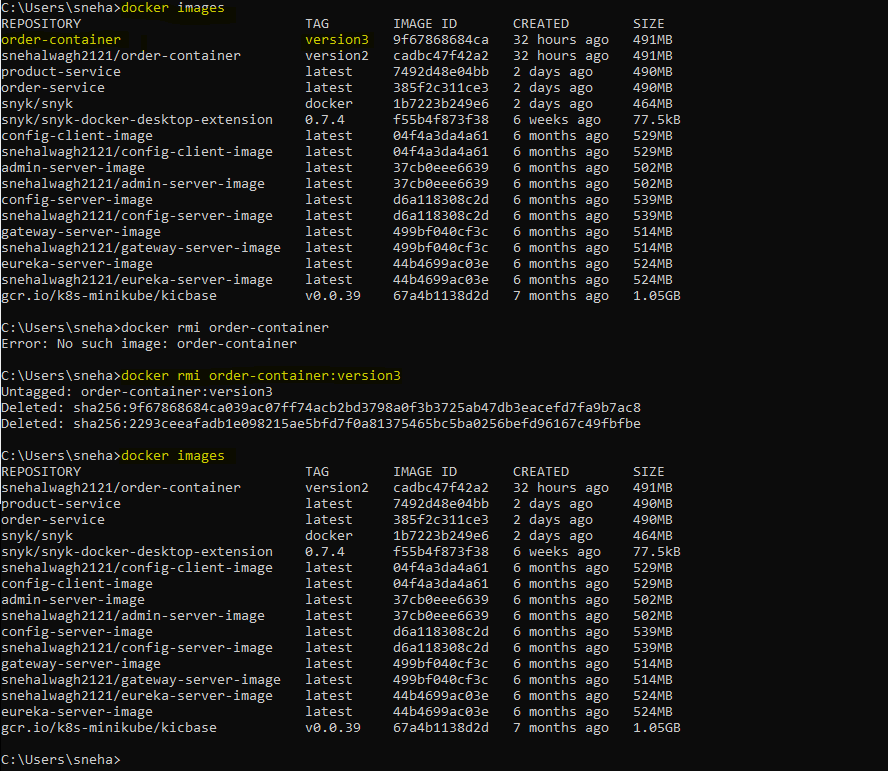 C:\Users\sneha>docker images
REPOSITORY TAG IMAGE ID CREATED SIZE
order-container version3 9f67868684ca 32 hours ago 491MB
snehalwagh2121/order-container version2 cadbc47f42a2 32 hours ago 491MB
product-service latest 7492d48e04bb 2 days ago 490MB
order-service latest 385f2c311ce3 2 days ago 490MB
snyk/snyk docker 1b7223b249e6 2 days ago 464MB
snyk/snyk-docker-desktop-extension 0.7.4 f55b4f873f38 6 weeks ago 77.5kB
config-client-image latest 04f4a3da4a61 6 months ago 529MB
snehalwagh2121/config-client-image latest 04f4a3da4a61 6 months ago 529MB
admin-server-image latest 37cb0eee6639 6 months ago 502MB
snehalwagh2121/admin-server-image latest 37cb0eee6639 6 months ago 502MB
config-server-image latest d6a118308c2d 6 months ago 539MB
snehalwagh2121/config-server-image latest d6a118308c2d 6 months ago 539MB
gateway-server-image latest 499bf040cf3c 6 months ago 514MB
snehalwagh2121/gateway-server-image latest 499bf040cf3c 6 months ago 514MB
eureka-server-image latest 44b4699ac03e 6 months ago 524MB
snehalwagh2121/eureka-server-image latest 44b4699ac03e 6 months ago 524MB
gcr.io/k8s-minikube/kicbase v0.0.39 67a4b1138d2d 7 months ago 1.05GB
C:\Users\sneha>docker rmi order-container
Error: No such image: order-container
C:\Users\sneha>docker rmi order-container:version3
Untagged: order-container:version3
Deleted: sha256:9f67868684ca039ac07ff74acb2bd3798a0f3b3725ab47db3eacefd7fa9b7ac8
Deleted: sha256:2293ceeafadb1e098215ae5bfd7f0a81375465bc5ba0256befd96167c49fbfbe
C:\Users\sneha>docker images
REPOSITORY TAG IMAGE ID CREATED SIZE
snehalwagh2121/order-container version2 cadbc47f42a2 32 hours ago 491MB
product-service latest 7492d48e04bb 2 days ago 490MB
order-service latest 385f2c311ce3 2 days ago 490MB
snyk/snyk docker 1b7223b249e6 2 days ago 464MB
snyk/snyk-docker-desktop-extension 0.7.4 f55b4f873f38 6 weeks ago 77.5kB
snehalwagh2121/config-client-image latest 04f4a3da4a61 6 months ago 529MB
config-client-image latest 04f4a3da4a61 6 months ago 529MB
admin-server-image latest 37cb0eee6639 6 months ago 502MB
snehalwagh2121/admin-server-image latest 37cb0eee6639 6 months ago 502MB
config-server-image latest d6a118308c2d 6 months ago 539MB
snehalwagh2121/config-server-image latest d6a118308c2d 6 months ago 539MB
gateway-server-image latest 499bf040cf3c 6 months ago 514MB
snehalwagh2121/gateway-server-image latest 499bf040cf3c 6 months ago 514MB
snehalwagh2121/eureka-server-image latest 44b4699ac03e 6 months ago 524MB
eureka-server-image latest 44b4699ac03e 6 months ago 524MB
gcr.io/k8s-minikube/kicbase v0.0.39 67a4b1138d2d 7 months ago 1.05GB
C:\Users\sneha>